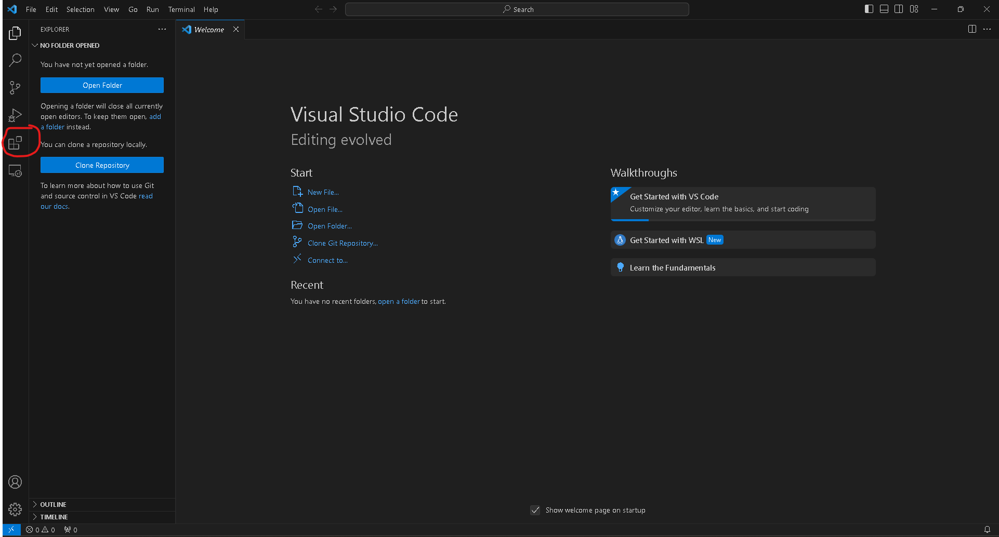 File Edit Selection View Go Run Terminal Help
Search
EXPLORER
Welcome
NO FOLDER OPENED
You have not yet opened a folder.
Open Folder
Opening a folder will close all currently
open editors. To keep them open, add
a folder instead.
You can clone a repository locally.
Clone Repository
To learn more about how to use Git
and source control in VS Code read
our docs.
Visual Studio Code
Editing evolved
Start
New File...
Open File...
Open Folder...
Clone Git Repository...
Connect to...
Recent
You have no recent folders, open a folder to start.
Walkthroughs
Get Started with VS Code
Customize your editor, learn the basics, and start coding
Get Started with WSL New
Learn the Fundamentals
OUTLINE
TIMELINE
Show welcome page on startup
0 0 0